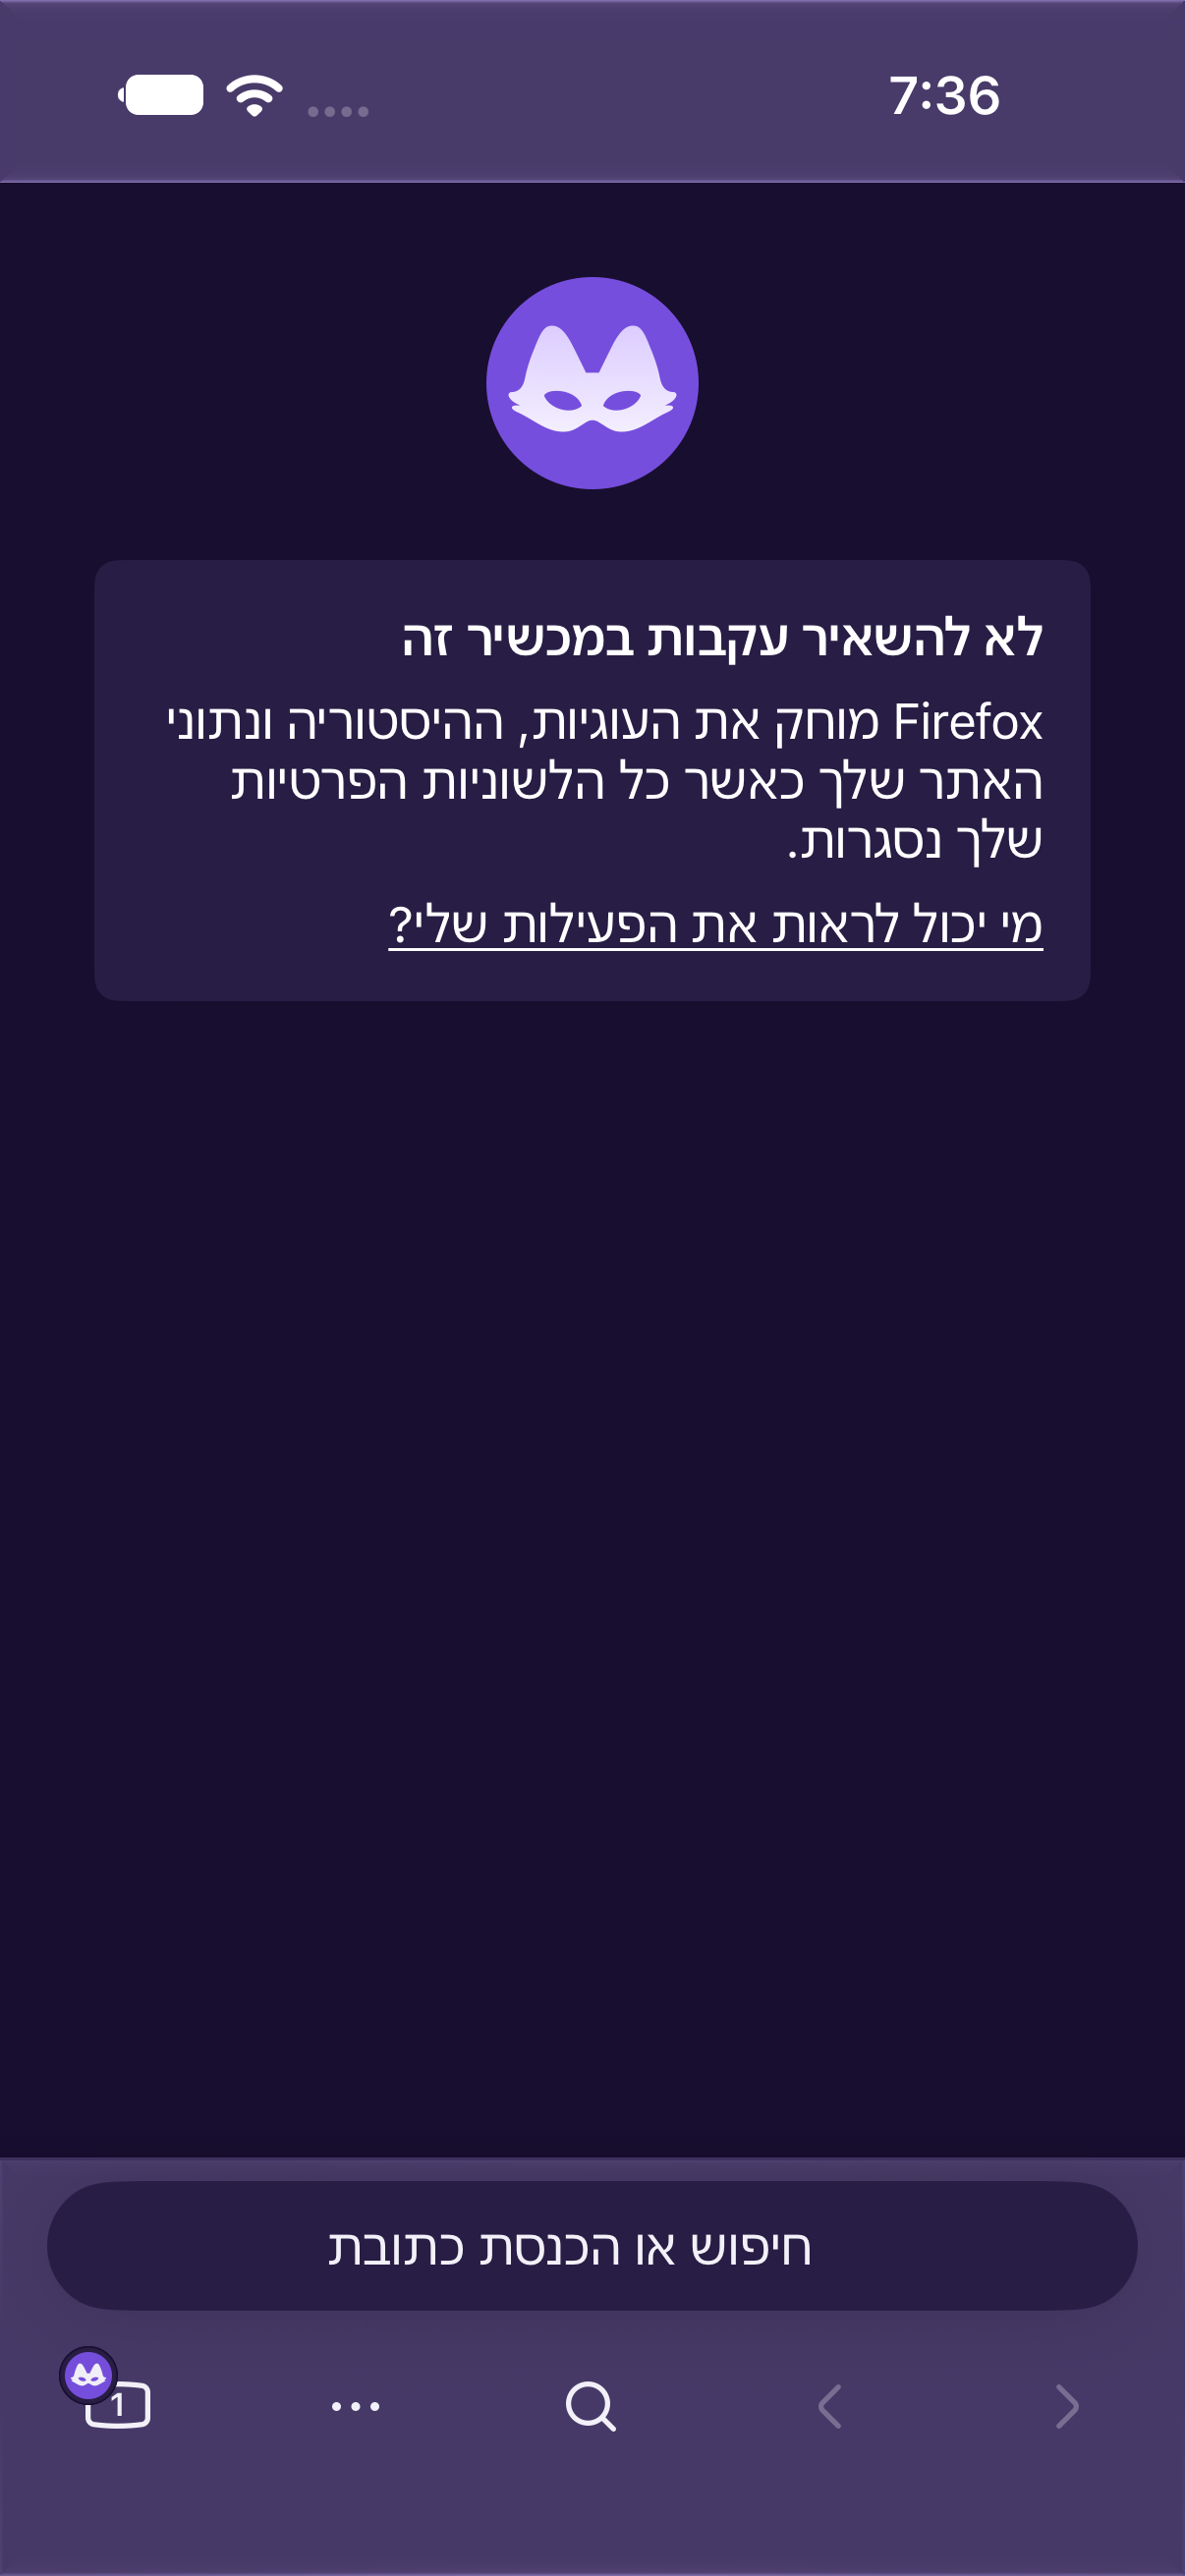 7:36
לא להשאיר עקבות במכשיר זה
Firefox מוחק את העוגיות, ההיסטוריה ונתוני
האתר שלך כאשר כל הלשוניות הפרטיות
שלך נסגרות.
מי יכול לראות את הפעילות שלי?
חיפוש או הכנסת כתובת
1